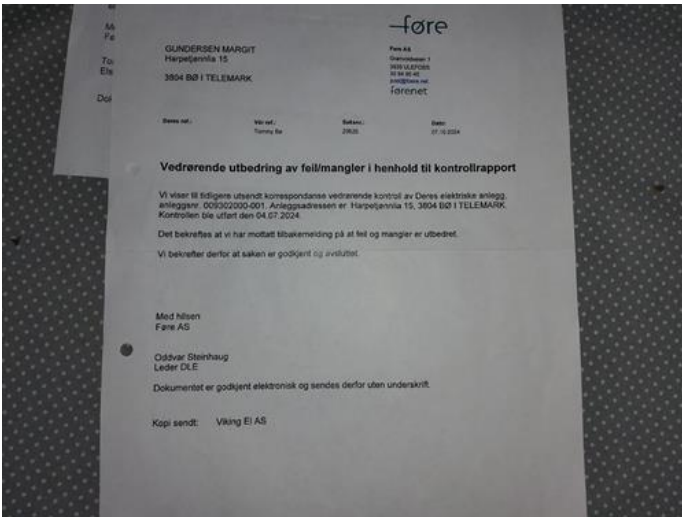 føre
GUNDERSEN MARGIT
Harpetjennlia 15
3804 BØ I TELEMARK
Føre AS
førenet
Deres ref.:
Vår ref.:
Saksnr.:
Dato:
Tommy Bø
07.10.2024
Vedrørende utbedring av feil/mangler i henhold til kontrollrapport
Vi viser til tidligere utsendt korrespondanse vedrørende kontroll av Deres elektriske anlegg,
anleggsnr. 009302000-001. Anleggsadressen er Harpetjennlia 15, 3804 BØ I TELEMARK.
Kontrollen ble utført den 04.07.2024.
Det bekreftes at vi har mottatt tilbakemelding på at feil og mangler er utbedret.
Vi bekrefter derfor at saken er godkjent og avsluttet.
Med hilsen
Føre AS
Oddvar Steinhaug
Leder DLE
Dokumentet er godkjent elektronisk og sendes derfor uten underskrift.
Kopi sendt: Viking El AS